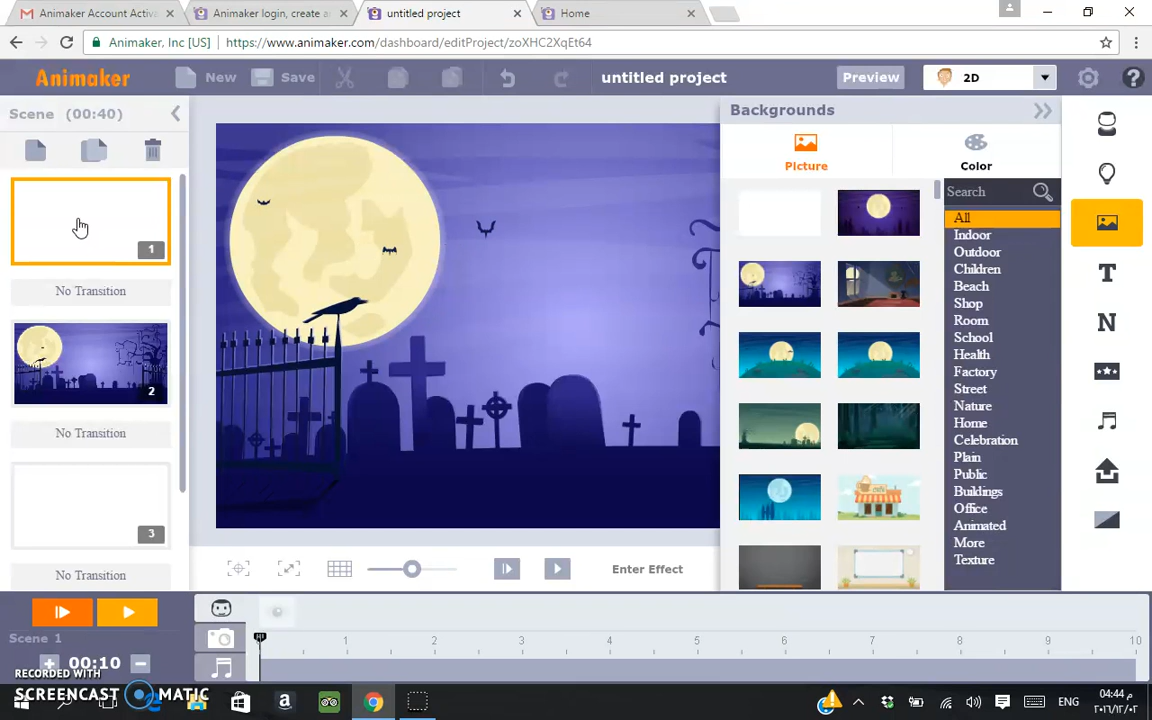 Animaker Account Activa
Animaker login, create a
untitled project
Home
Animaker, Inc [US]
https://www.animaker.com/dashboard/editProject/zoXHC2XqEt64
Animaker
New
Save
untitled project
Preview
2D
?
Scene (00:40)
Backgrounds
Picture
Color
Search
All
Indoor
Outdoor
Children
Beach
Shop
Room
School
Health
Factory
Street
Nature
Home
Celebration
Plain
Public
Buildings
Office
Animated
More
Texture
T
N
1
No Transition
2
No Transition
3
No Transition
Enter Effect
Scene 1
00:10
1
2
3
4
5
6
7
8
9
10
RECORDED WITH
SCREENCAST MATIC
ENG
04:44 م
٢٠١٦/١٢/٠٢